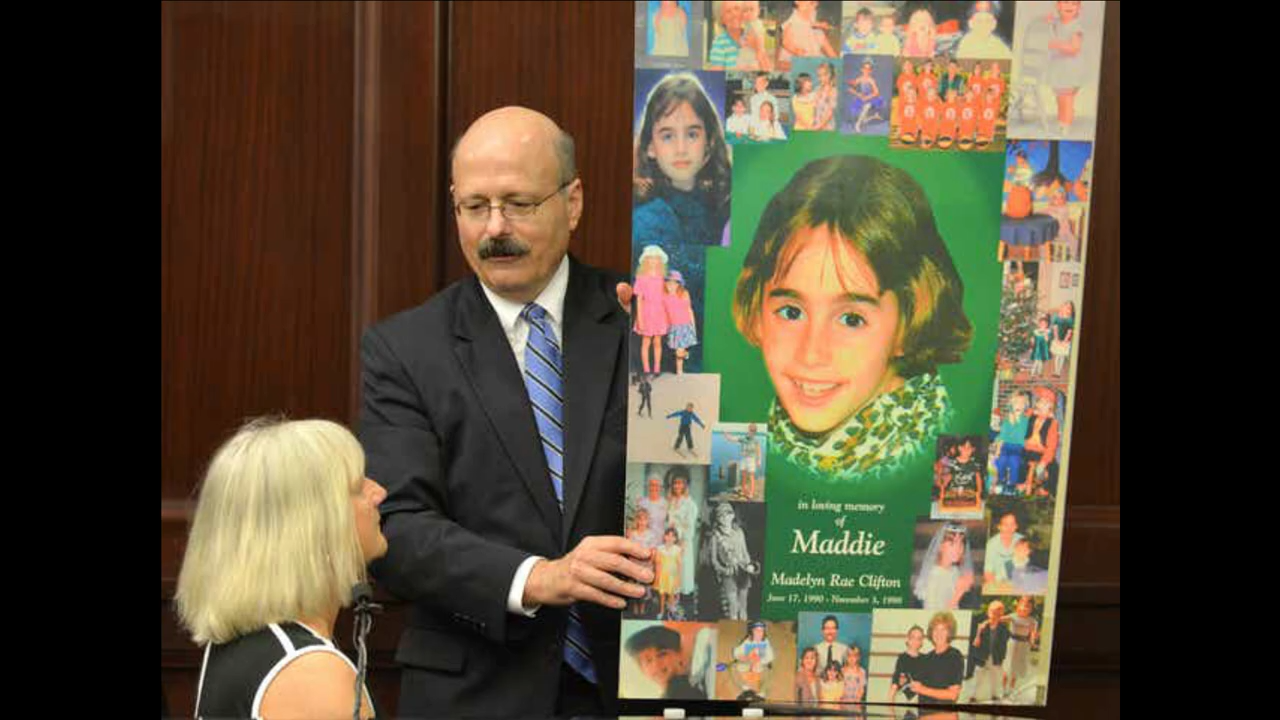 in loving memory
of
Maddie
Madelyn Rae Clifton
June 17, 1990 - November 3, 1998